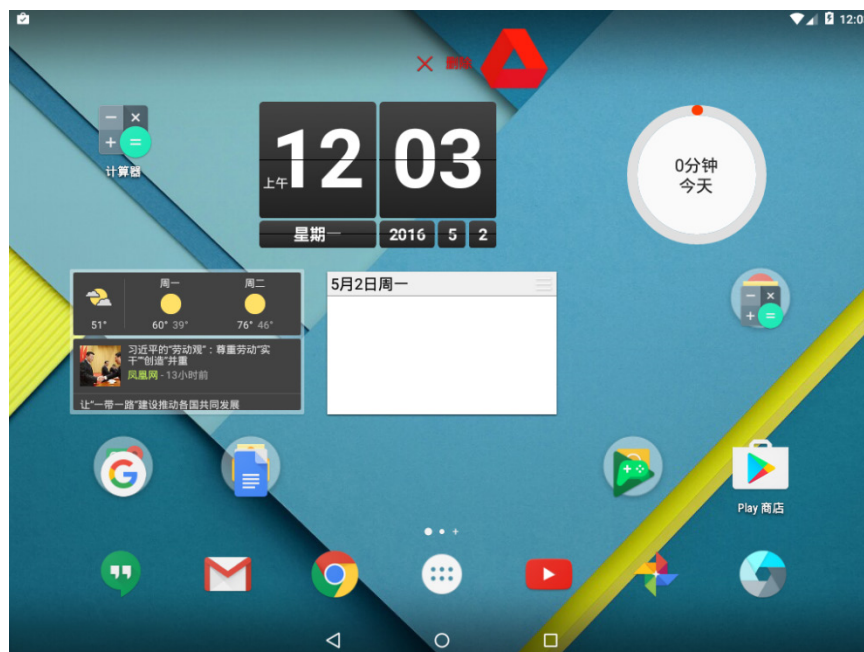 12:0
删除
计算器
上午
12
03
星期一
2016
5
2
0分钟
今天
周一
周二
51°
60° 39°
76° 46°
习近平的“劳动观”：尊重劳动“实
干”“创造”并重
凤凰网 - 13小时前
让“一带一路”建设推动各国共同发展
5月2日周一
Play 商店